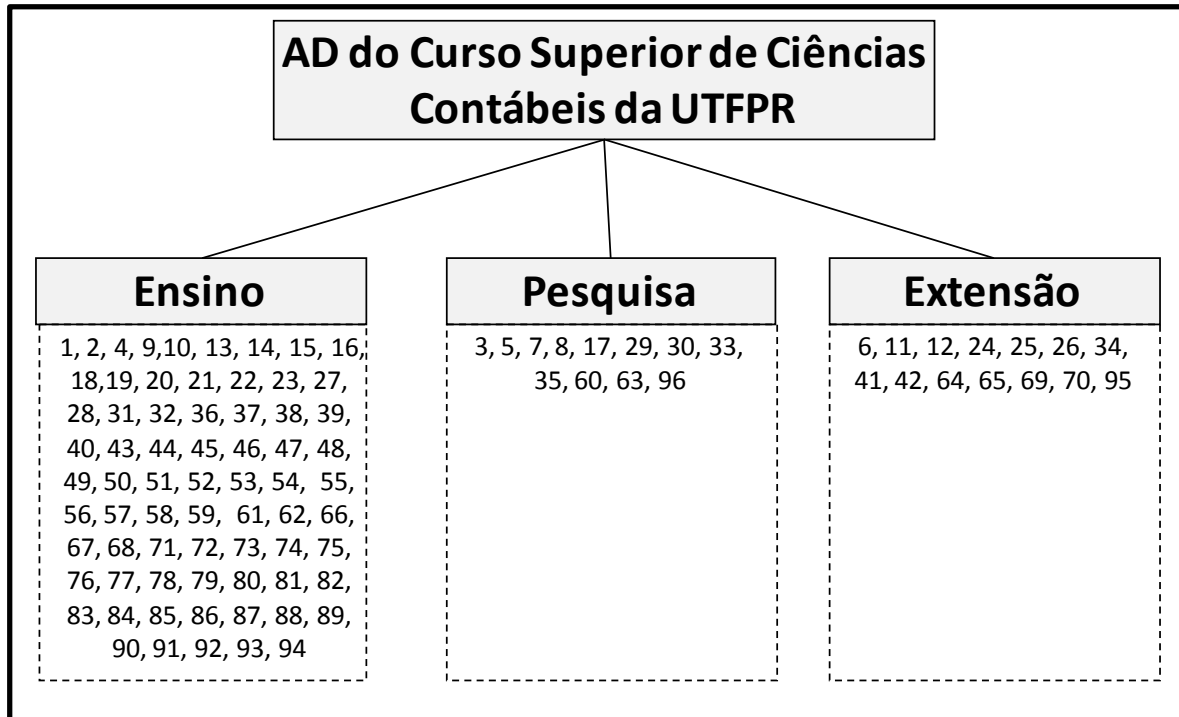 AD do Curso Superior de Ciências
Contábeis da UTFPR
Ensino
1, 2, 4, 9,10, 13, 14, 15, 16,
18,19, 20, 21, 22, 23, 27,
28, 31, 32, 36, 37, 38, 39,
40, 43, 44, 45, 46, 47, 48,
49, 50, 51, 52, 53, 54, 55,
56, 57, 58, 59, 61, 62, 66,
67, 68, 71, 72, 73, 74, 75,
76, 77, 78, 79, 80, 81, 82,
83, 84, 85, 86, 87, 88, 89,
90, 91, 92, 93, 94
Pesquisa
3, 5, 7, 8, 17, 29, 30, 33,
35, 60, 63, 96
Extensão
6, 11, 12, 24, 25, 26, 34,
41, 42, 64, 65, 69, 70, 95